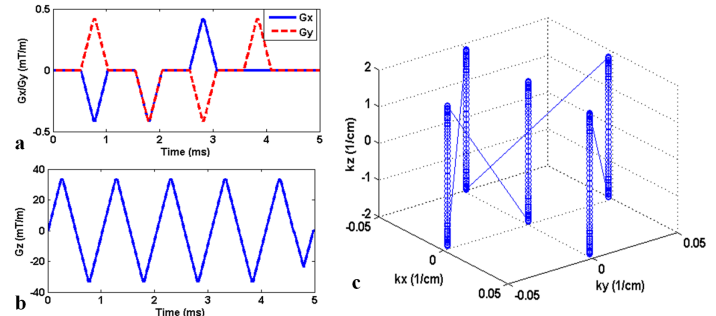 0.5
0
-0.5
Gx/Gy (mT/m)
Gx
Gy
0 1 2 3 4 5
Time (ms)
a
40
20
0
-20
-40
Gz (mT/m)
0 1 2 3 4 5
Time (ms)
b
2
1
0
-1
-2
kz (1/cm)
-0.05
0
0.05
kx (1/cm)
-0.05
0
0.05
ky (1/cm)
c